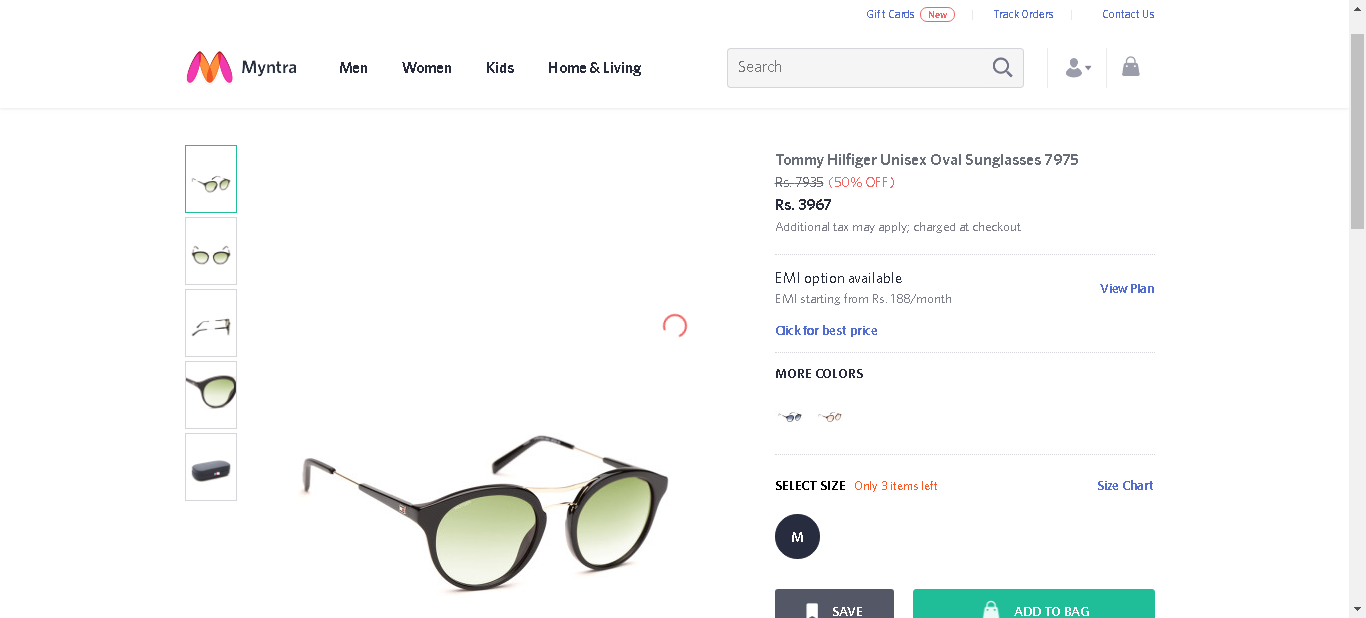 Gift Cards New Track Orders Contact Us
Myntra Men Women Kids Home & Living Search
Tommy Hilfiger Unisex Oval Sunglasses 7975
Rs. 7935 (50% OFF)
Rs. 3967
Additional tax may apply; charged at checkout
EMI option available
EMI starting from Rs. 188/month
View Plan
Click for best price
MORE COLORS
SELECT SIZE Only 3 items left Size Chart
M
SAVE ADD TO BAG